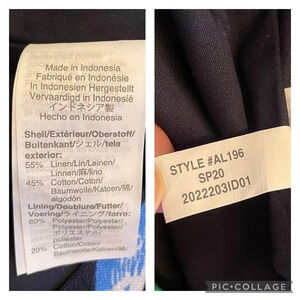 Made in Indonesia
Fabriqué en Indonésie
In Indonesien Hergestellt
Vervaardigd in Indonesië
インドネシア製
Hecho en Indonesia
Shell/Extérieur/Oberstoff/
Buitenkant/シェル/tela
exterior:
55% Linen/Lin/Leinen/
Linnen/麻/lino
45% Cotton/Coton/
Baumwolle/Katoen/綿/
algodón
Lining/Doublure/Futter/
Voering/ライニング/forro:
80% Polyester/Polyester/
Polyester/Polyester/
ポリエステル/
poliéster
20% Cotton/Coton/
Baumwolle/Katoen/綿/
STYLE #AL196
SP20
2022203ID01
PIC•COLLAGE